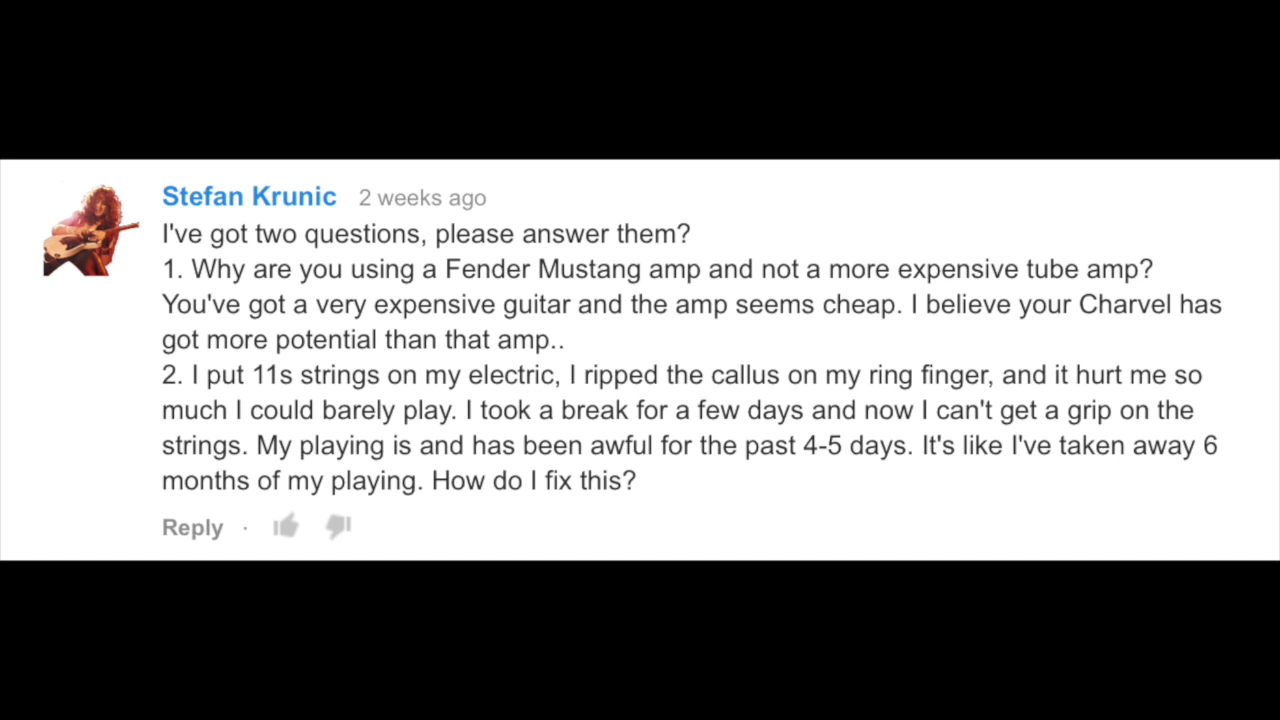 Stefan Krunic 2 weeks ago
I've got two questions, please answer them?
1. Why are you using a Fender Mustang amp and not a more expensive tube amp?
You've got a very expensive guitar and the amp seems cheap. I believe your Charvel has
got more potential than that amp..
2. I put 11s strings on my electric, I ripped the callus on my ring finger, and it hurt me so
much I could barely play. I took a break for a few days and now I can't get a grip on the
strings. My playing is and has been awful for the past 4-5 days. It's like I've taken away 6
months of my playing. How do I fix this?
Reply ·